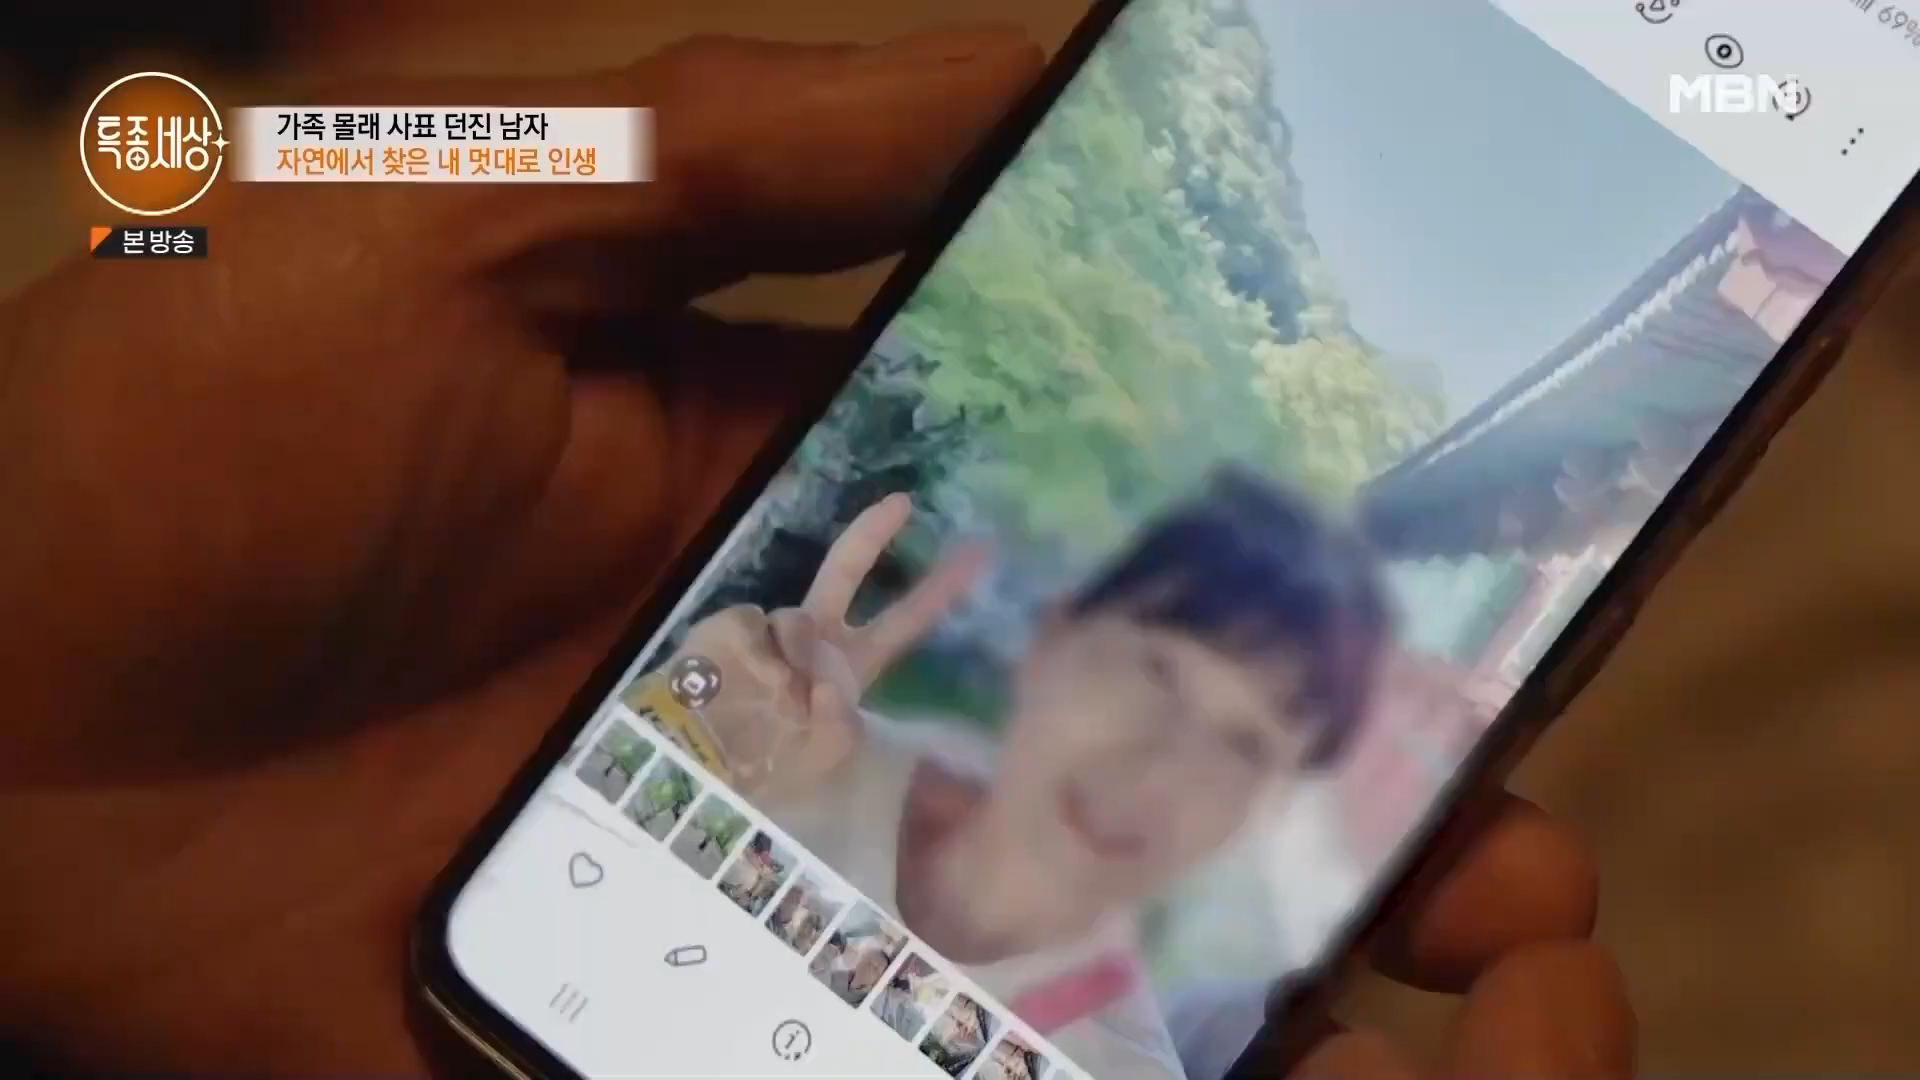 특종세상
가족 몰래 사표 던진 남자
자연에서 찾은 내 멋대로 인생
본방송
MBN
69%